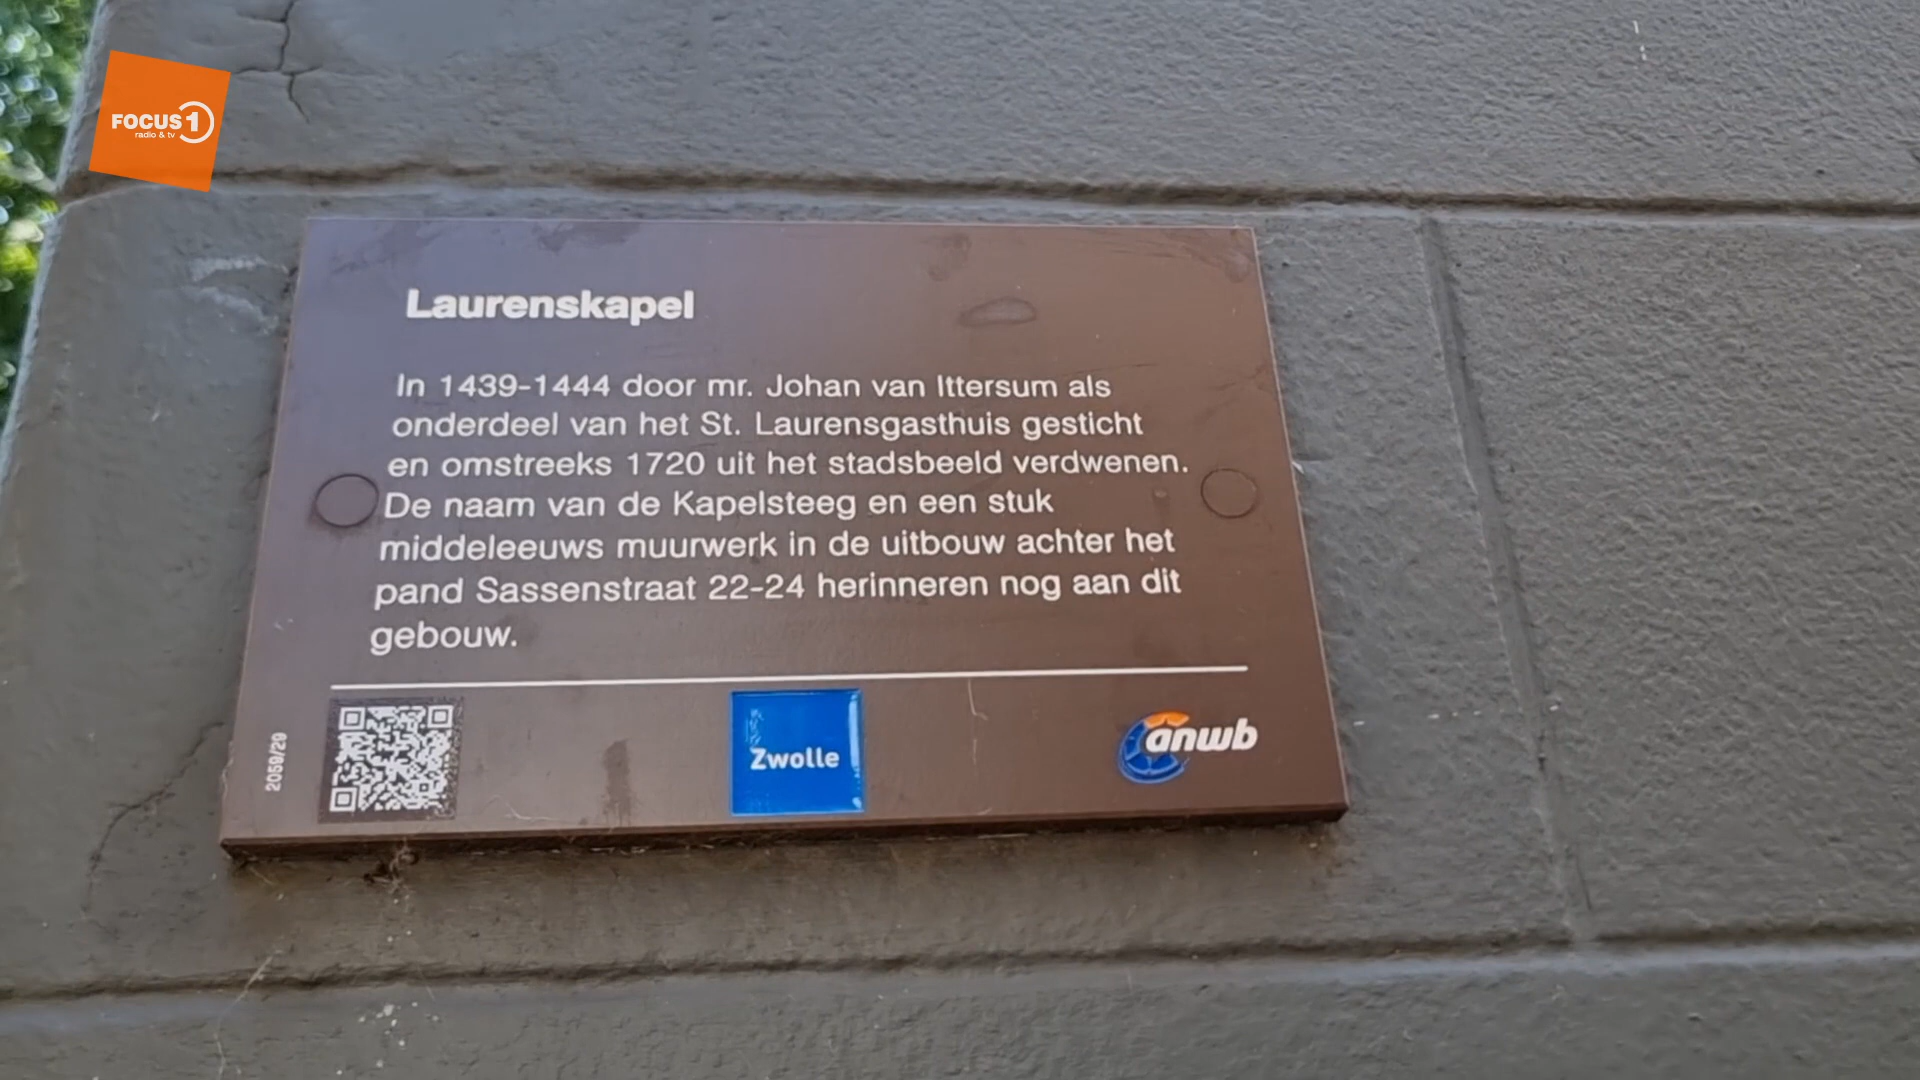 FOCUS1
radio & tv
Laurenskapel
In 1439-1444 door mr. Johan van Ittersum als
onderdeel van het St. Laurensgasthuis gesticht
en omstreeks 1720 uit het stadsbeeld verdwenen.
De naam van de Kapelsteeg en een stuk
middeleeuws muurwerk in de uitbouw achter het
pand Sassenstraat 22-24 herinneren nog aan dit
gebouw.
2059/29
Zwolle
anwb